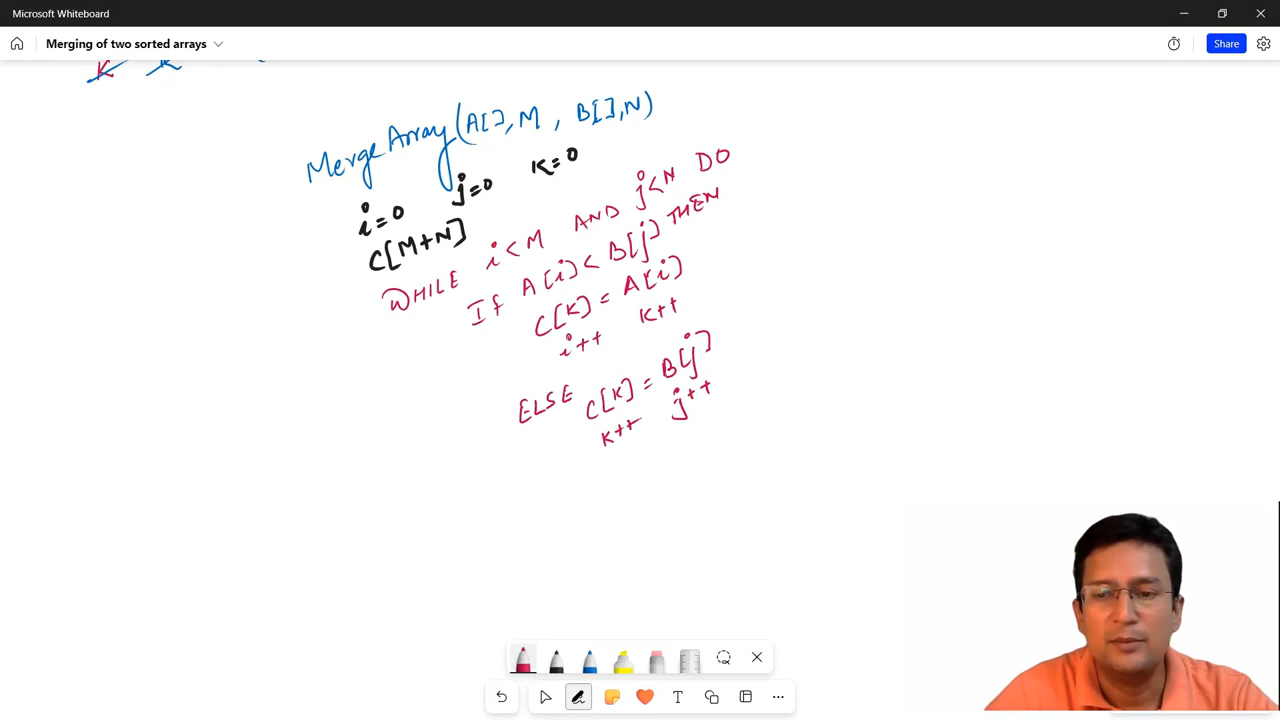 Microsoft Whiteboard
Merging of two sorted arrays
Share
K K
MergeArray(A[],M, B[],N)
i=0 j=0 K=0
C[M+N]
WHILE i<M AND j<N DO
If A[i]<B[j] THEN
C[K]=A[i]
i++ K++
ELSE C[K]=B[j]
K++ j++
T